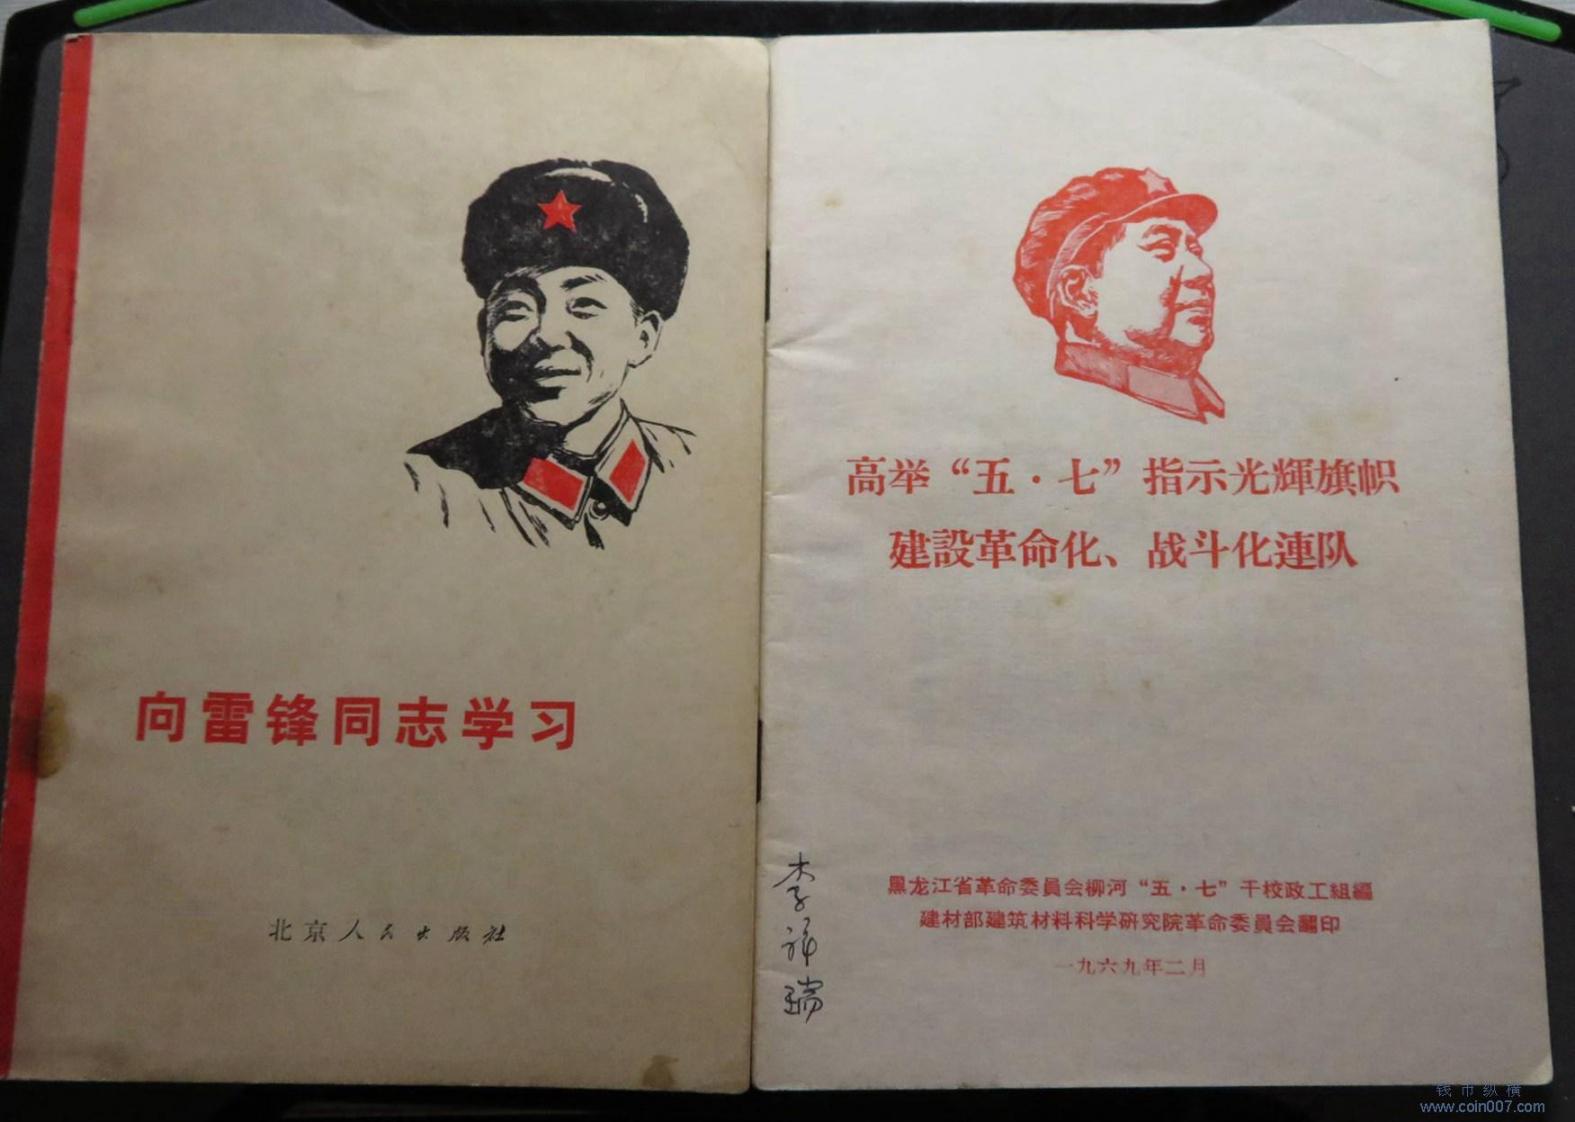 向雷锋同志学习
北京人民出版社
高举“五·七”指示光輝旗帜
建設革命化、战斗化連队
黑龙江省革命委員会柳河“五·七”干校政工組編
建材部建筑材料科学研究院革命委員会翻印
一九六九年二月
李祥瑞
钱币纵横
www.coin007.com